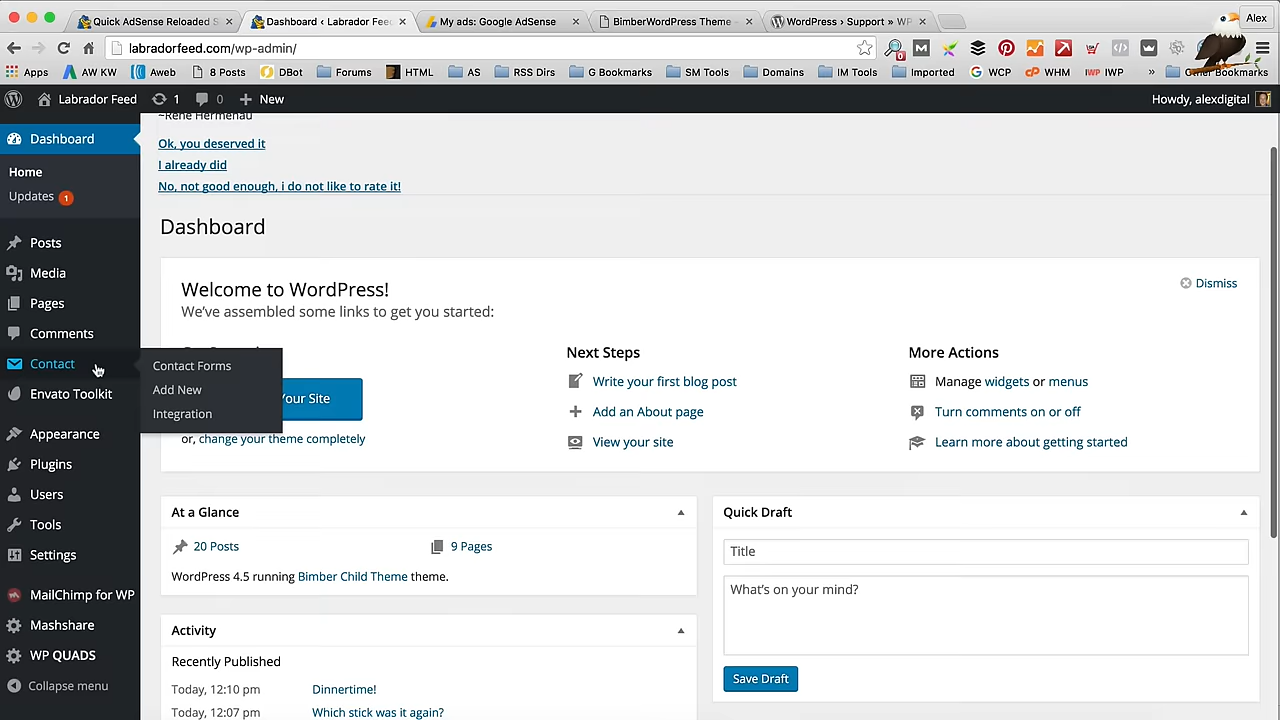 Quick AdSense Reloaded S
Dashboard ‹ Labrador Fee
My ads: Google AdSense
BimberWordPress Theme
WordPress › Support » WP
Alex
labradorfeed.com/wp-admin/
0
Apps
AW KW
Aweb
8 Posts
DBot
Forums
HTML
AS
RSS Dirs
G Bookmarks
SM Tools
Domains
IM Tools
Imported
WCP
WHM
IWP IWP
»
Other Bookmarks
Labrador Feed
1
0
New
Howdy, alexdigital
~René Hermenau
Ok, you deserved it
I already did
No, not good enough, i do not like to rate it!
Dashboard
Home
Updates 1
Posts
Media
Pages
Comments
Contact
Envato Toolkit
Appearance
Plugins
Users
Tools
Settings
MailChimp for WP
Mashshare
WP QUADS
Collapse menu
Contact Forms
Add New
Integration
Dashboard
Welcome to WordPress!
We've assembled some links to get you started:
Dismiss
Your Site
or, change your theme completely
Next Steps
Write your first blog post
Add an About page
View your site
More Actions
Manage widgets or menus
Turn comments on or off
Learn more about getting started
At a Glance
20 Posts
9 Pages
WordPress 4.5 running Bimber Child Theme theme.
Activity
Recently Published
Today, 12:10 pm
Dinnertime!
Today, 12:07 pm
Which stick was it again?
Quick Draft
Title
What's on your mind?
Save Draft